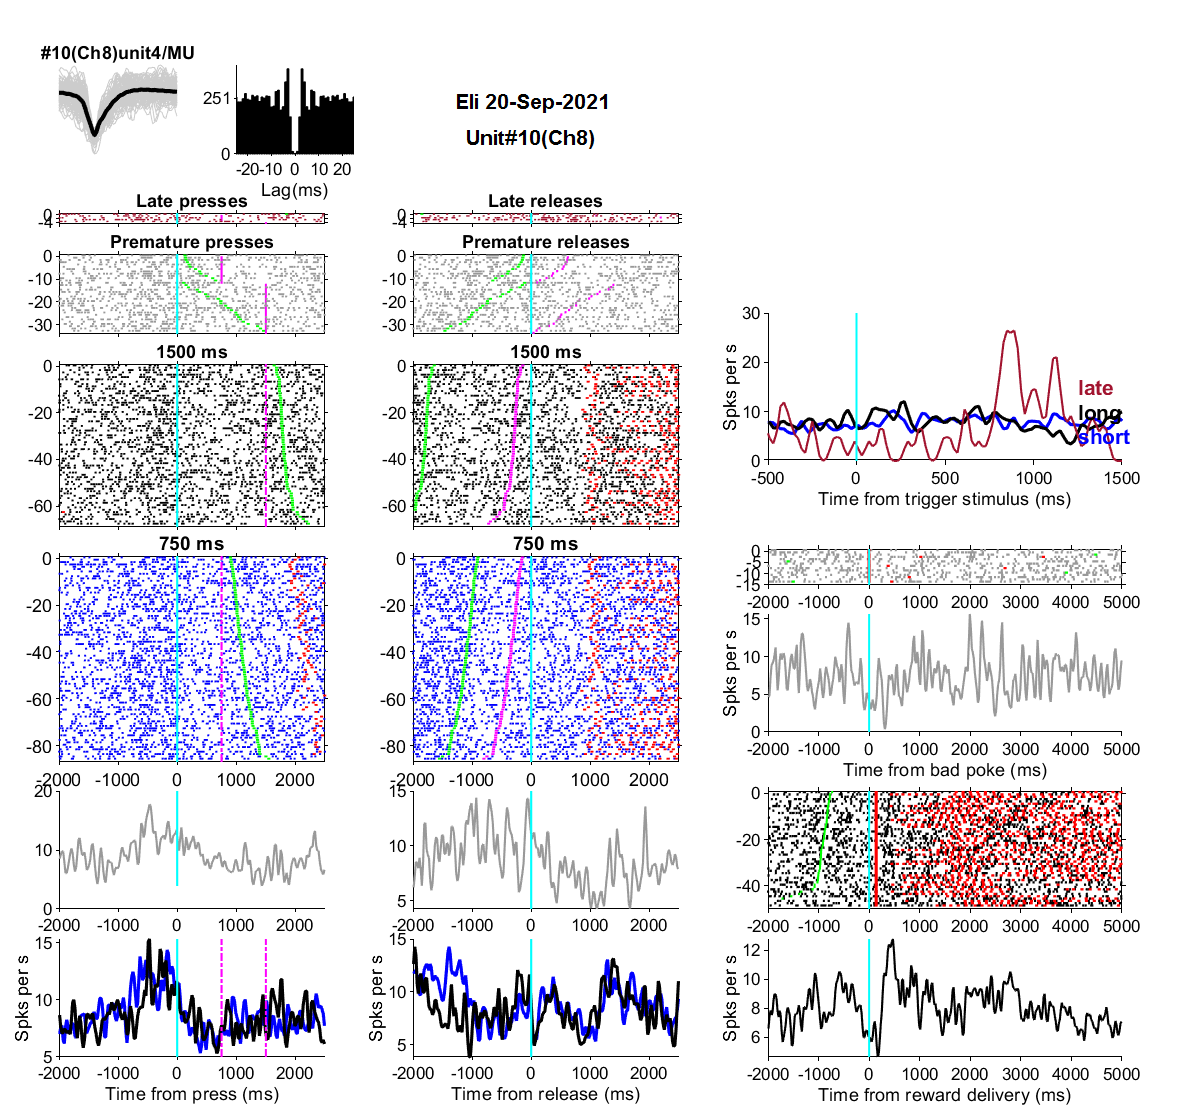 #10(Ch8)unit4/MU
251
0
-20 -10 0 10 20
Lag(ms)
Eli 20-Sep-2021
Unit#10(Ch8)
Late presses
0
-4
Late releases
0
-4
Premature presses
0
-10
-20
-30
Premature releases
0
-10
-20
-30
1500 ms
0
-20
-40
-60
1500 ms
0
-20
-40
-60
750 ms
0
-20
-40
-60
-80
-2000 -1000 0 1000 2000
750 ms
0
-20
-40
-60
-80
-2000 -1000 0 1000 2000
20
10
0
-2000 -1000 0 1000 2000
15
10
5
-2000 -1000 0 1000 2000
Spks per s
15
10
5
-2000 -1000 0 1000 2000
Time from press (ms)
Spks per s
15
10
5
-2000 -1000 0 1000 2000
Time from release (ms)
Spks per s
30
20
10
0
late
long
short
-500 0 500 1000 1500
Time from trigger stimulus (ms)
0
-5
-10
-15
-2000 -1000 0 1000 2000 3000 4000 5000
Spks per s
15
10
5
0
-2000 -1000 0 1000 2000 3000 4000 5000
Time from bad poke (ms)
0
-20
-40
-2000 -1000 0 1000 2000 3000 4000 5000
Spks per s
12
10
8
6
-2000 -1000 0 1000 2000 3000 4000 5000
Time from reward delivery (ms)